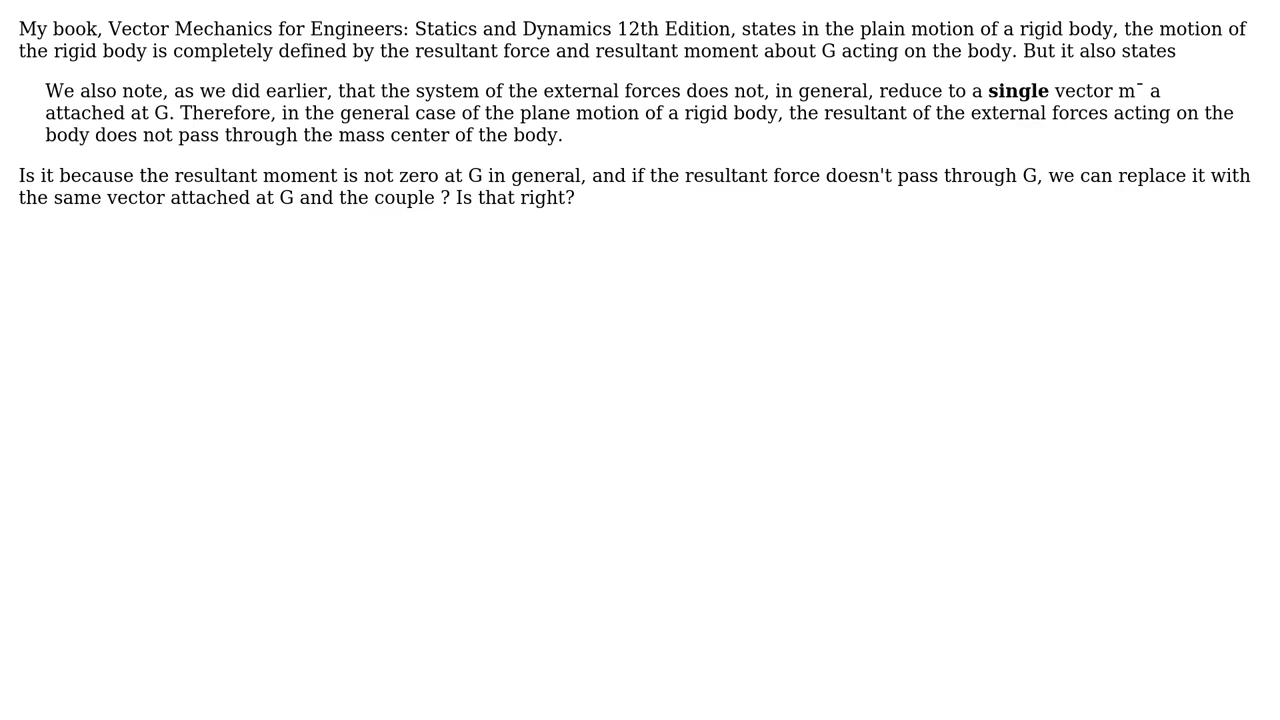 My book, Vector Mechanics for Engineers: Statics and Dynamics 12th Edition, states in the plain motion of a rigid body, the motion of
the rigid body is completely defined by the resultant force and resultant moment about G acting on the body. But it also states
We also note, as we did earlier, that the system of the external forces does not, in general, reduce to a single vector m¯ a
attached at G. Therefore, in the general case of the plane motion of a rigid body, the resultant of the external forces acting on the
body does not pass through the mass center of the body.
Is it because the resultant moment is not zero at G in general, and if the resultant force doesn't pass through G, we can replace it with
the same vector attached at G and the couple ? Is that right?